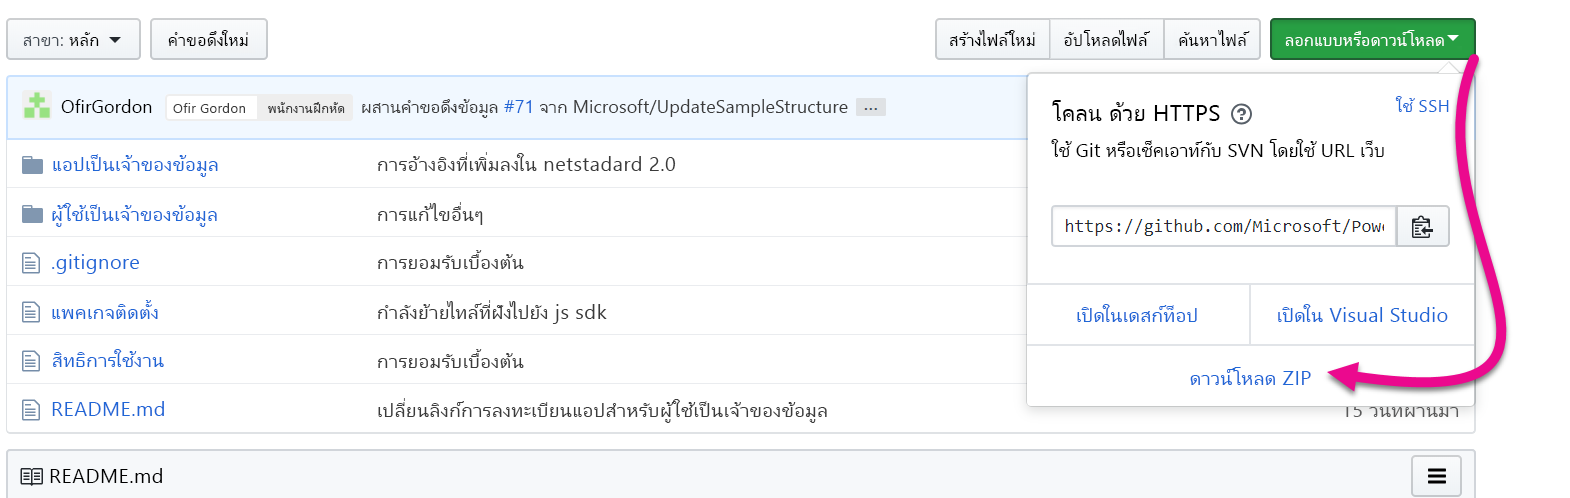 สาขา: หลัก
คำขอดึงใหม่
สร้างไฟล์ใหม่
อัปโหลดไฟล์
ค้นหาไฟล์
ลอกแบบหรือดาวน์โหลด
OfirGordon Ofir Gordon พนักงานฝึกหัด ผสานคำขอดึงข้อมูล #71 จาก Microsoft/UpdateSampleStructure ...
โคลน ด้วย HTTPS
ใช้ SSH
ใช้ Git หรือเช็คเอาท์กับ SVN โดยใช้ URL เว็บ
https://github.com/Microsoft/Powe
เปิดในเดสก์ท็อป
เปิดใน Visual Studio
ดาวน์โหลด ZIP
แอปเป็นเจ้าของข้อมูล การอ้างอิงที่เพิ่มลงใน netstadard 2.0
ผู้ใช้เป็นเจ้าของข้อมูล การแก้ไขอื่นๆ
.gitignore การยอมรับเบื้องต้น
แพคเกจติดตั้ง กำลังย้ายไหล์ที่ฝังไปยัง js sdk
สิทธิการใช้งาน การยอมรับเบื้องต้น
README.md เปลี่ยนลิงก์การลงทะเบียนแอปสำหรับผู้ใช้เป็นเจ้าของข้อมูล 15 วันที่ผ่านมา
README.md